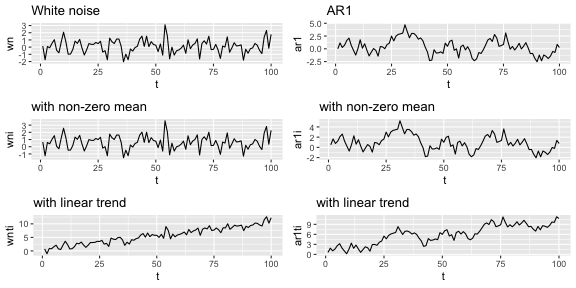 White noise
wn
3
2
1
0
-1
-2
0 25 50 75 100
t
AR1
ar1
5.0
2.5
0.0
-2.5
0 25 50 75 100
t
with non-zero mean
wni
3
2
1
0
-1
0 25 50 75 100
t
with non-zero mean
ar1i
4
2
0
-2
0 25 50 75 100
t
with linear trend
wnti
10
5
0
0 25 50 75 100
t
with linear trend
ar1ti
9
6
3
0
0 25 50 75 100
t